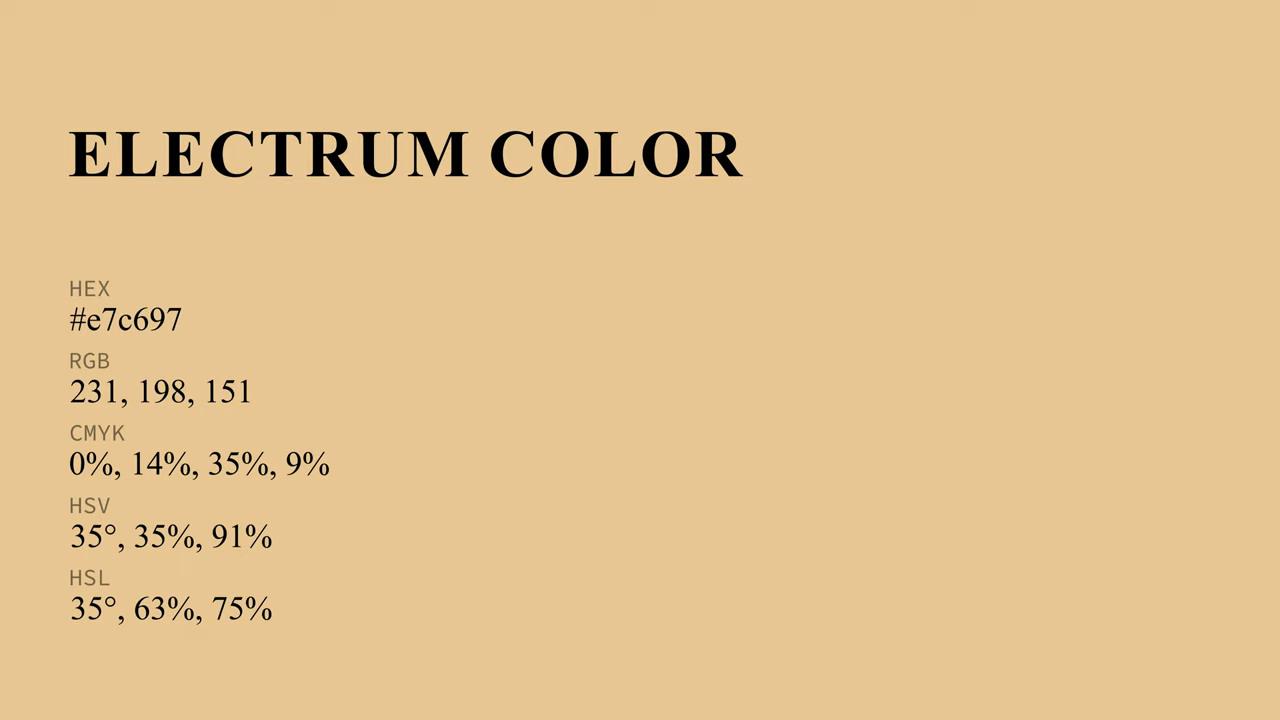 ELECTRUM COLOR
HEX
#e7c697
RGB
231, 198, 151
CMYK
0%, 14%, 35%, 9%
HSV
35°, 35%, 91%
HSL
35°, 63%, 75%